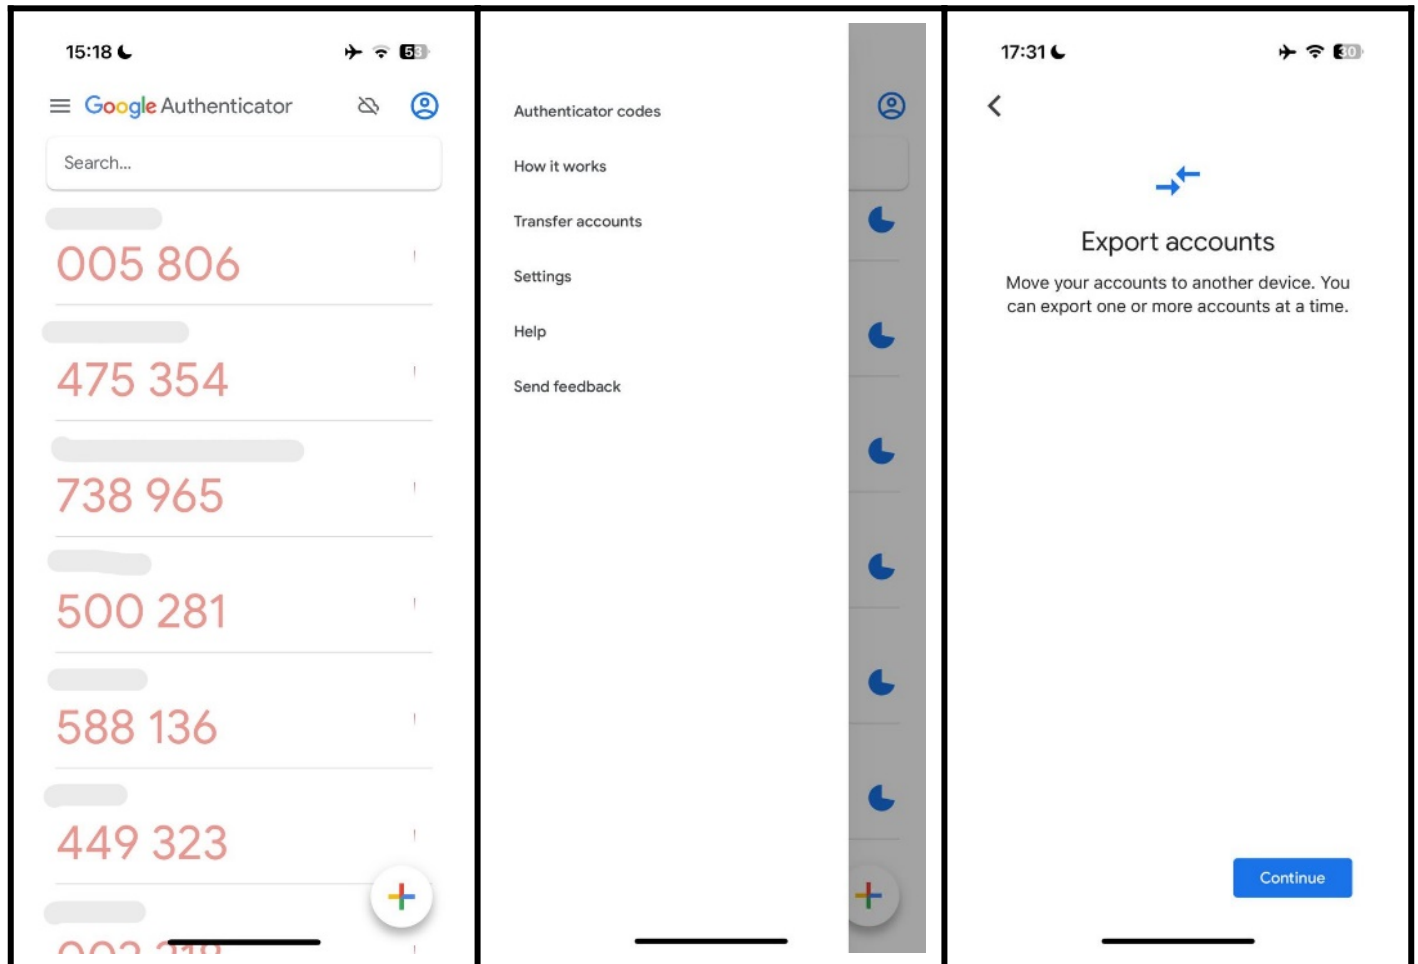 15:18
53
Google Authenticator
Search...
005 806
475 354
738 965
500 281
588 136
449 323
Authenticator codes
How it works
Transfer accounts
Settings
Help
Send feedback
17:31
30
Export accounts
Move your accounts to another device. You
can export one or more accounts at a time.
Continue